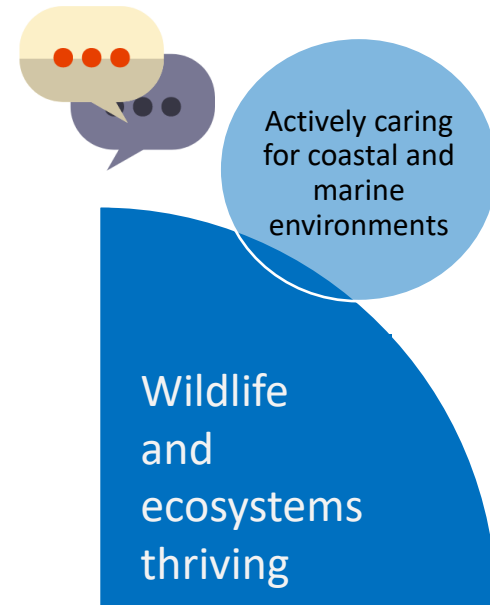 Actively caring
for coastal and
marine
environments
Wildlife
and
ecosystems
thriving